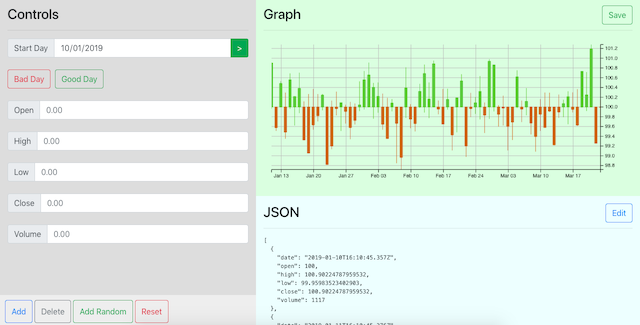 Controls
Start Day 10/01/2019 >
Bad Day Good Day
Open 0.00
High 0.00
Low 0.00
Close 0.00
Volume 0.00
Add Delete Add Random Reset
Graph Save
101.2
100.8
100.6
100.4
100.2
100.0
99.8
99.6
99.4
99.2
99.0
98.8
Jan 13 Jan 20 Jan 27 Feb 03 Feb 10 Feb 17 Feb 24 Mar 03 Mar 10 Mar 17
JSON Edit
[
{
"date": "2019-01-10T16:10:45.357Z",
"open": 100,
"high": 100.90224787959532,
"low": 99.95983523402903,
"close": 100.90224787959532,
"volume": 1117
},
{